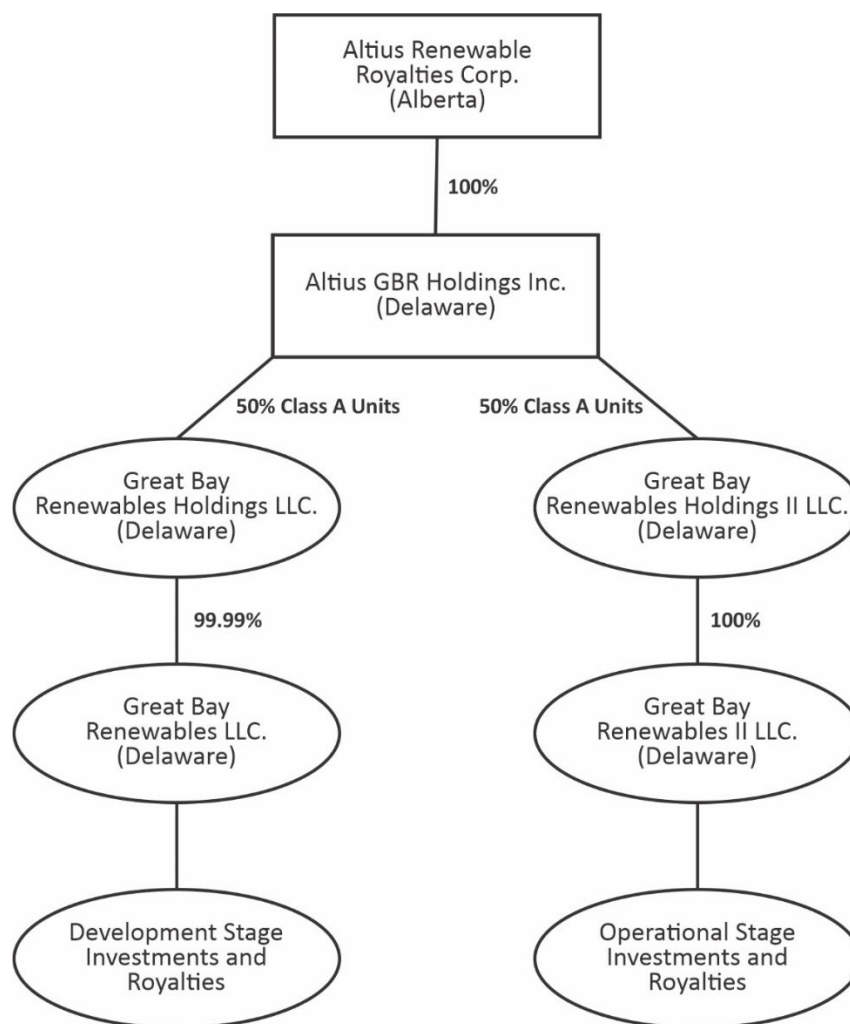 Altius Renewable
Royalties Corp.
(Alberta)
100%
Altius GBR Holdings Inc.
(Delaware)
50% Class A Units
50% Class A Units
Great Bay
Renewables Holdings LLC.
(Delaware)
Great Bay
Renewables Holdings II LLC.
(Delaware)
99.99%
100%
Great Bay
Renewables LLC.
(Delaware)
Great Bay
Renewables II LLC.
(Delaware)
Development Stage
Investments and
Royalties
Operational Stage
Investments and
Royalties